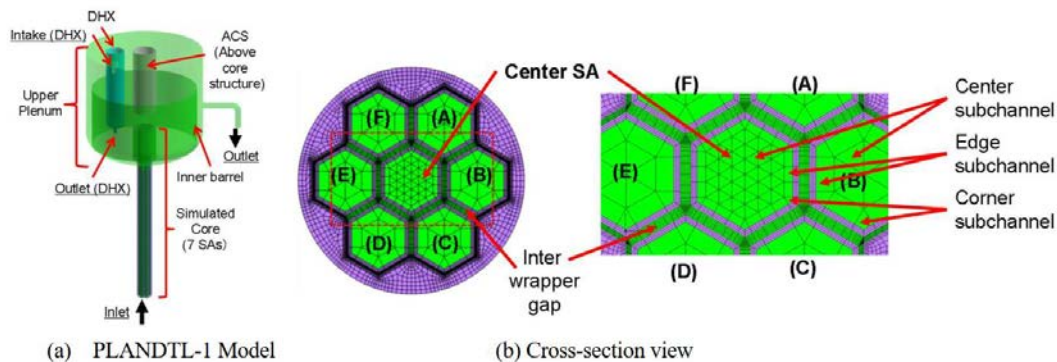 (a)
DHX
Intake (DHX)
ACS
(Above
core
structure)
Upper
Plenum
Outlet
Inner barrel
Outlet (DHX)
Simulated
Core
(7 SAs)
Inlet
(a) PLANDTL-1 Model
Center SA
(F)
(A)
(E)
(B)
(D)
(C)
Inter
wrapper
gap
(F)
(A)
(E)
(B)
(D)
(C)
Center
subchannel
Edge
subchannel
Corner
subchannel
(b) Cross-section view